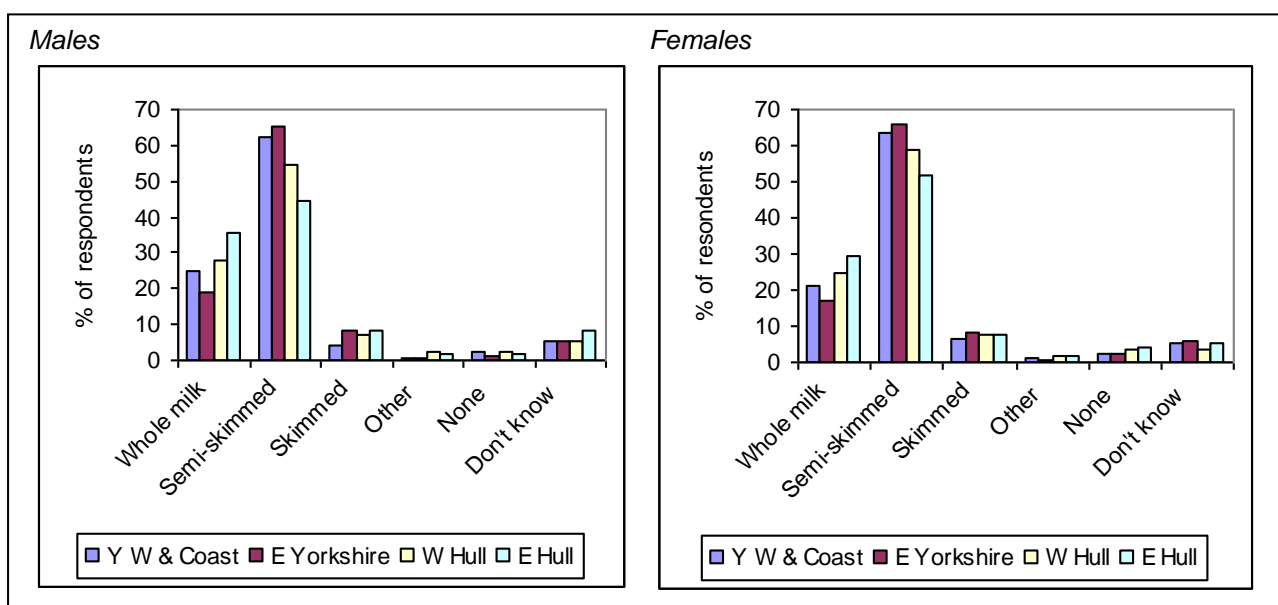 Males
% of respondents
70
60
50
40
30
20
10
0
Whole milk
Semi-skimmed
Skimmed
Other
None
Don't know
Y W & Coast E Yorkshire W Hull E Hull
Females
% of resondents
70
60
50
40
30
20
10
0
Whole milk
Semi-skimmed
Skimmed
Other
None
Don't know
Y W & Coast E Yorkshire W Hull E Hull